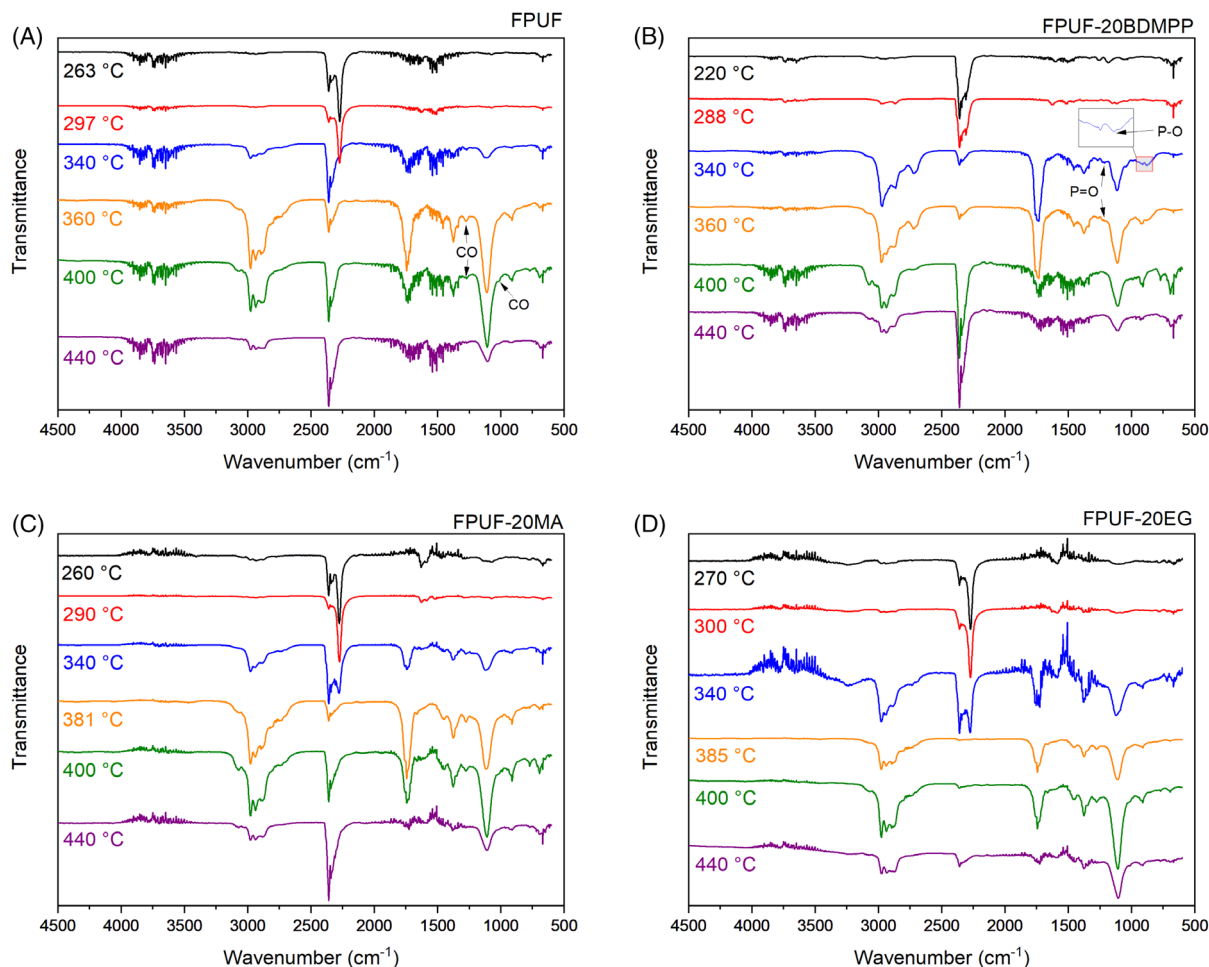 (A)
FPUF
263 °C
297 °C
340 °C
360 °C
400 °C
440 °C
CO
CO
Transmittance
4500 4000 3500 3000 2500 2000 1500 1000 500
Wavenumber (cm⁻¹)
(B)
FPUF-20BDMPP
220 °C
288 °C
340 °C
360 °C
400 °C
440 °C
P-O
P=O
Transmittance
4500 4000 3500 3000 2500 2000 1500 1000 500
Wavenumber (cm⁻¹)
(C)
FPUF-20MA
260 °C
290 °C
340 °C
381 °C
400 °C
440 °C
Transmittance
4500 4000 3500 3000 2500 2000 1500 1000 500
Wavenumber (cm⁻¹)
(D)
FPUF-20EG
270 °C
300 °C
340 °C
385 °C
400 °C
440 °C
Transmittance
4500 4000 3500 3000 2500 2000 1500 1000 500
Wavenumber (cm⁻¹)